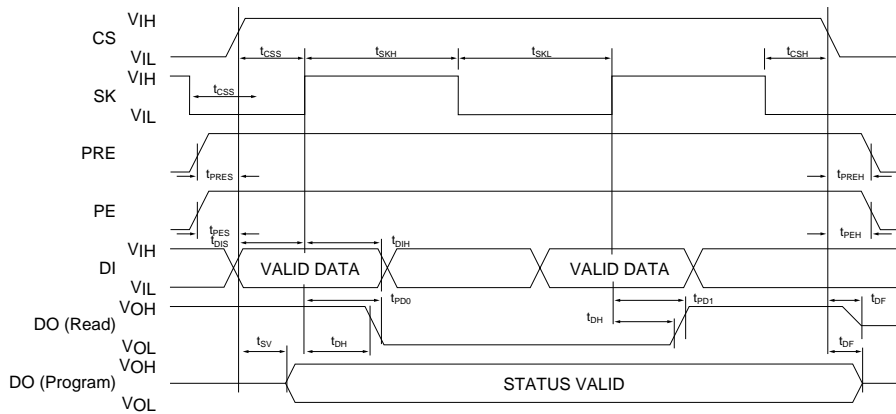 VIH
CS
VIL
tCSS
tSKH
tSKL
tCSH
VIH
SK
VIL
tCSS
PRE
tPRES
tPREH
PE
tPES
tPEH
tDIS
tDIH
VIH
DI
VIL
VALID DATA
VALID DATA
VOH
DO (Read)
VOL
tPD0
tPD1
tDF
tDH
tSV
tDH
tDF
VOH
DO (Program)
VOL
STATUS VALID